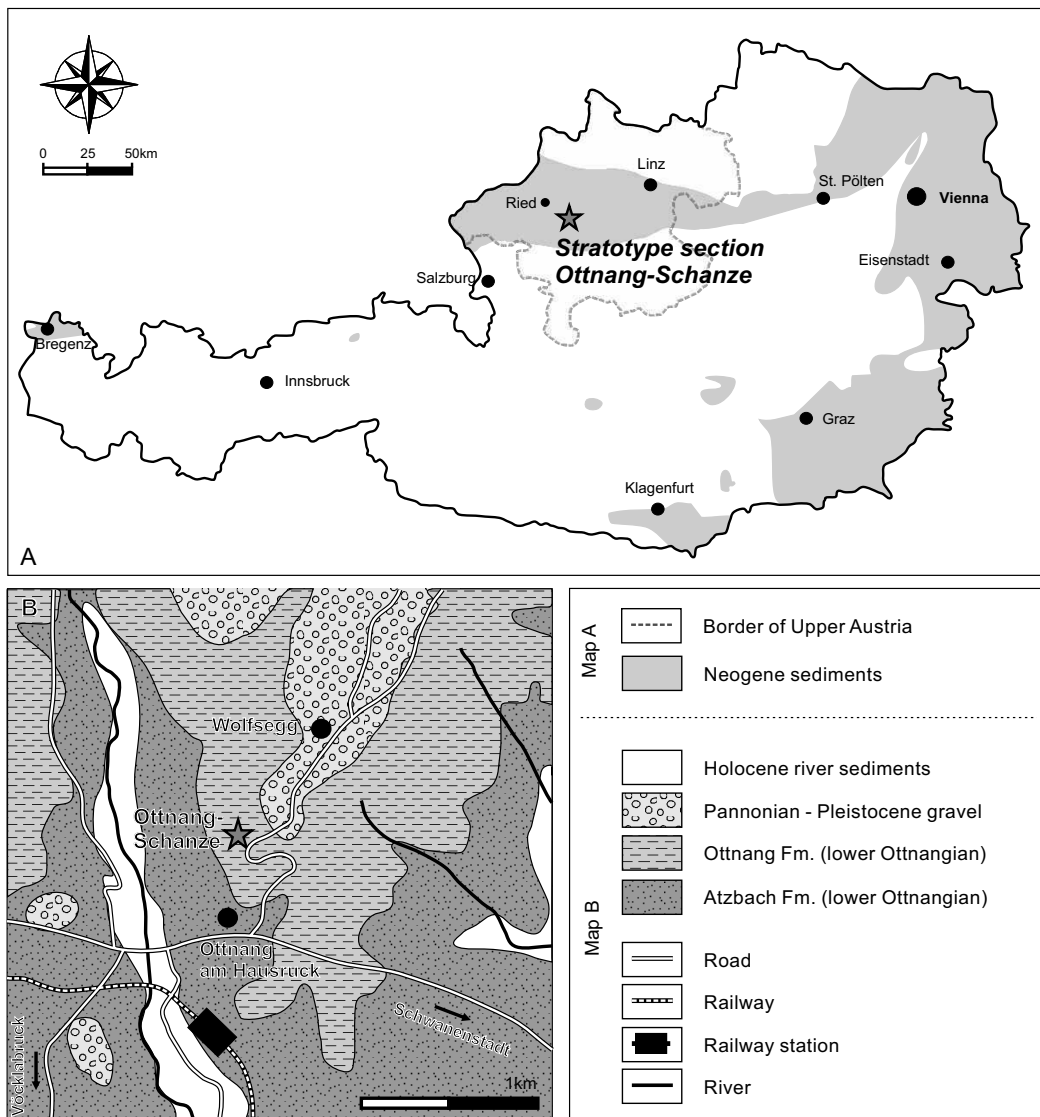 0 25 50km
Linz
Ried
St. Pölten
Vienna
Stratotype section
Ottnang-Schanze
Eisenstadt
Salzburg
Bregenz
Innsbruck
Graz
Klagenfurt
A
B
Wolfsegg
Ottnang-
Schanze
Ottnang
am Hausruck
Schwanenstadt
Vöcklabruck
1km
Map A
Border of Upper Austria
Neogene sediments
Map B
Holocene river sediments
Pannonian - Pleistocene gravel
Ottnang Fm. (lower Ottnangian)
Atzbach Fm. (lower Ottnangian)
Road
Railway
Railway station
River